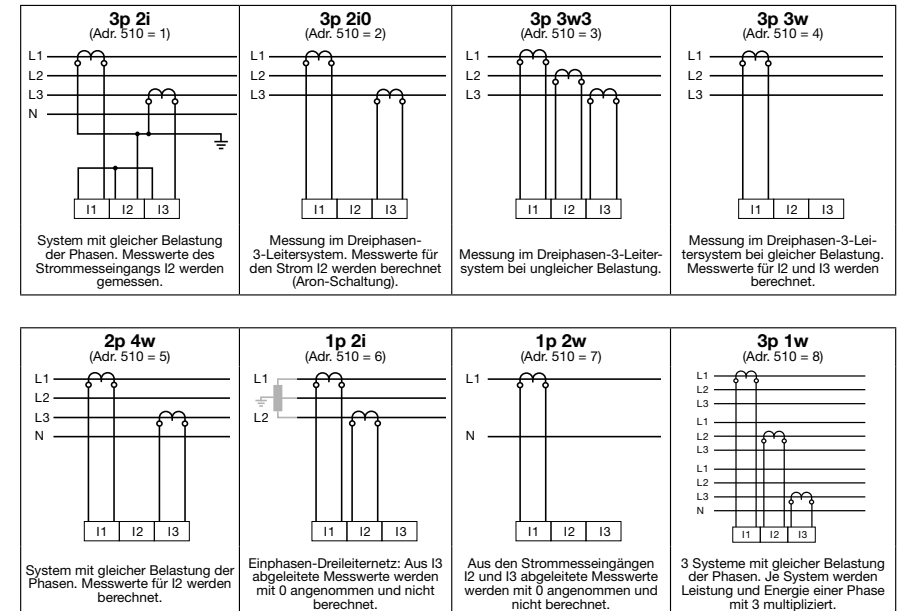 3p 2i
(Adr. 510 = 1)
L1
L2
L3
N
I1 I2 I3
System mit gleicher Belastung
der Phasen. Messwerte des
Strommesseingangs I2 werden
gemessen.
3p 2i0
(Adr. 510 = 2)
L1
L2
L3
I1 I2 I3
Messung im Dreiphasen-
3-Leitersystem. Messwerte für
den Strom I2 werden berechnet
(Aron-Schaltung).
3p 3w3
(Adr. 510 = 3)
L1
L2
L3
I1 I2 I3
Messung im Dreiphasen-3-Leiter-
system bei ungleicher Belastung.
3p 3w
(Adr. 510 = 4)
L1
L2
L3
I1 I2 I3
Messung im Dreiphasen-3-Lei-
tersystem bei gleicher Belastung.
Messwerte für I2 und I3 werden
berechnet.
2p 4w
(Adr. 510 = 5)
L1
L2
L3
N
I1 I2 I3
System mit gleicher Belastung der
Phasen. Messwerte für I2 werden
berechnet.
1p 2i
(Adr. 510 = 6)
L1
L2
I1 I2 I3
Einphasen-Dreileiternetz: Aus I3
abgeleitete Messwerte werden
mit 0 angenommen und nicht
berechnet.
1p 2w
(Adr. 510 = 7)
L1
N
I1 I2 I3
Aus den Strommesseingängen
I2 und I3 abgeleitete Messwerte
werden mit 0 angenommen und
nicht berechnet.
3p 1w
(Adr. 510 = 8)
L1
L2
L3
L1
L2
L3
L1
L2
L3
N
I1 I2 I3
3 Systeme mit gleicher Belastung
der Phasen. Je System werden
Leistung und Energie einer Phase
mit 3 multipliziert.